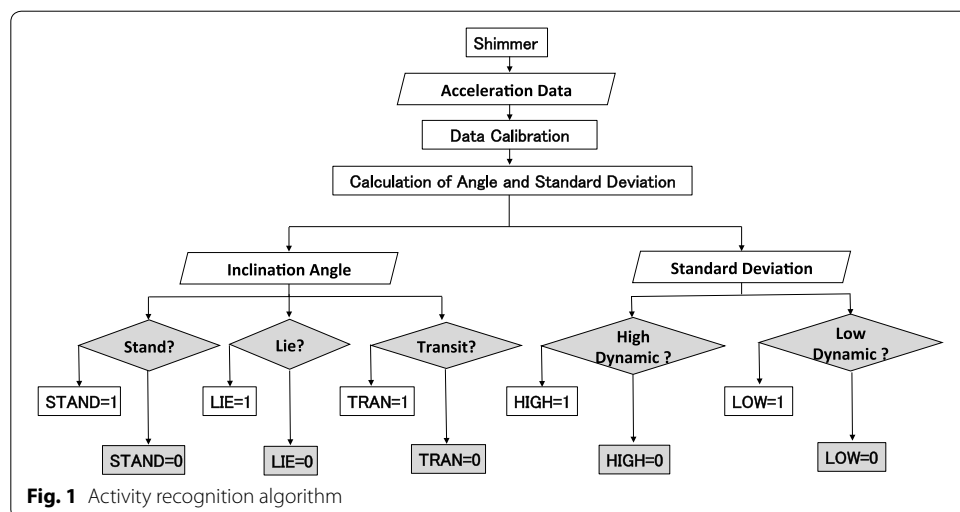 Shimmer
Acceleration Data
Data Calibration
Calculation of Angle and Standard Deviation
Inclination Angle
Standard Deviation
Stand?
Lie?
Transit?
High
Dynamic ?
Low
Dynamic ?
STAND=1
LIE=1
TRAN=1
HIGH=1
LOW=1
STAND=0
LIE=0
TRAN=0
HIGH=0
LOW=0
Fig. 1 Activity recognition algorithm